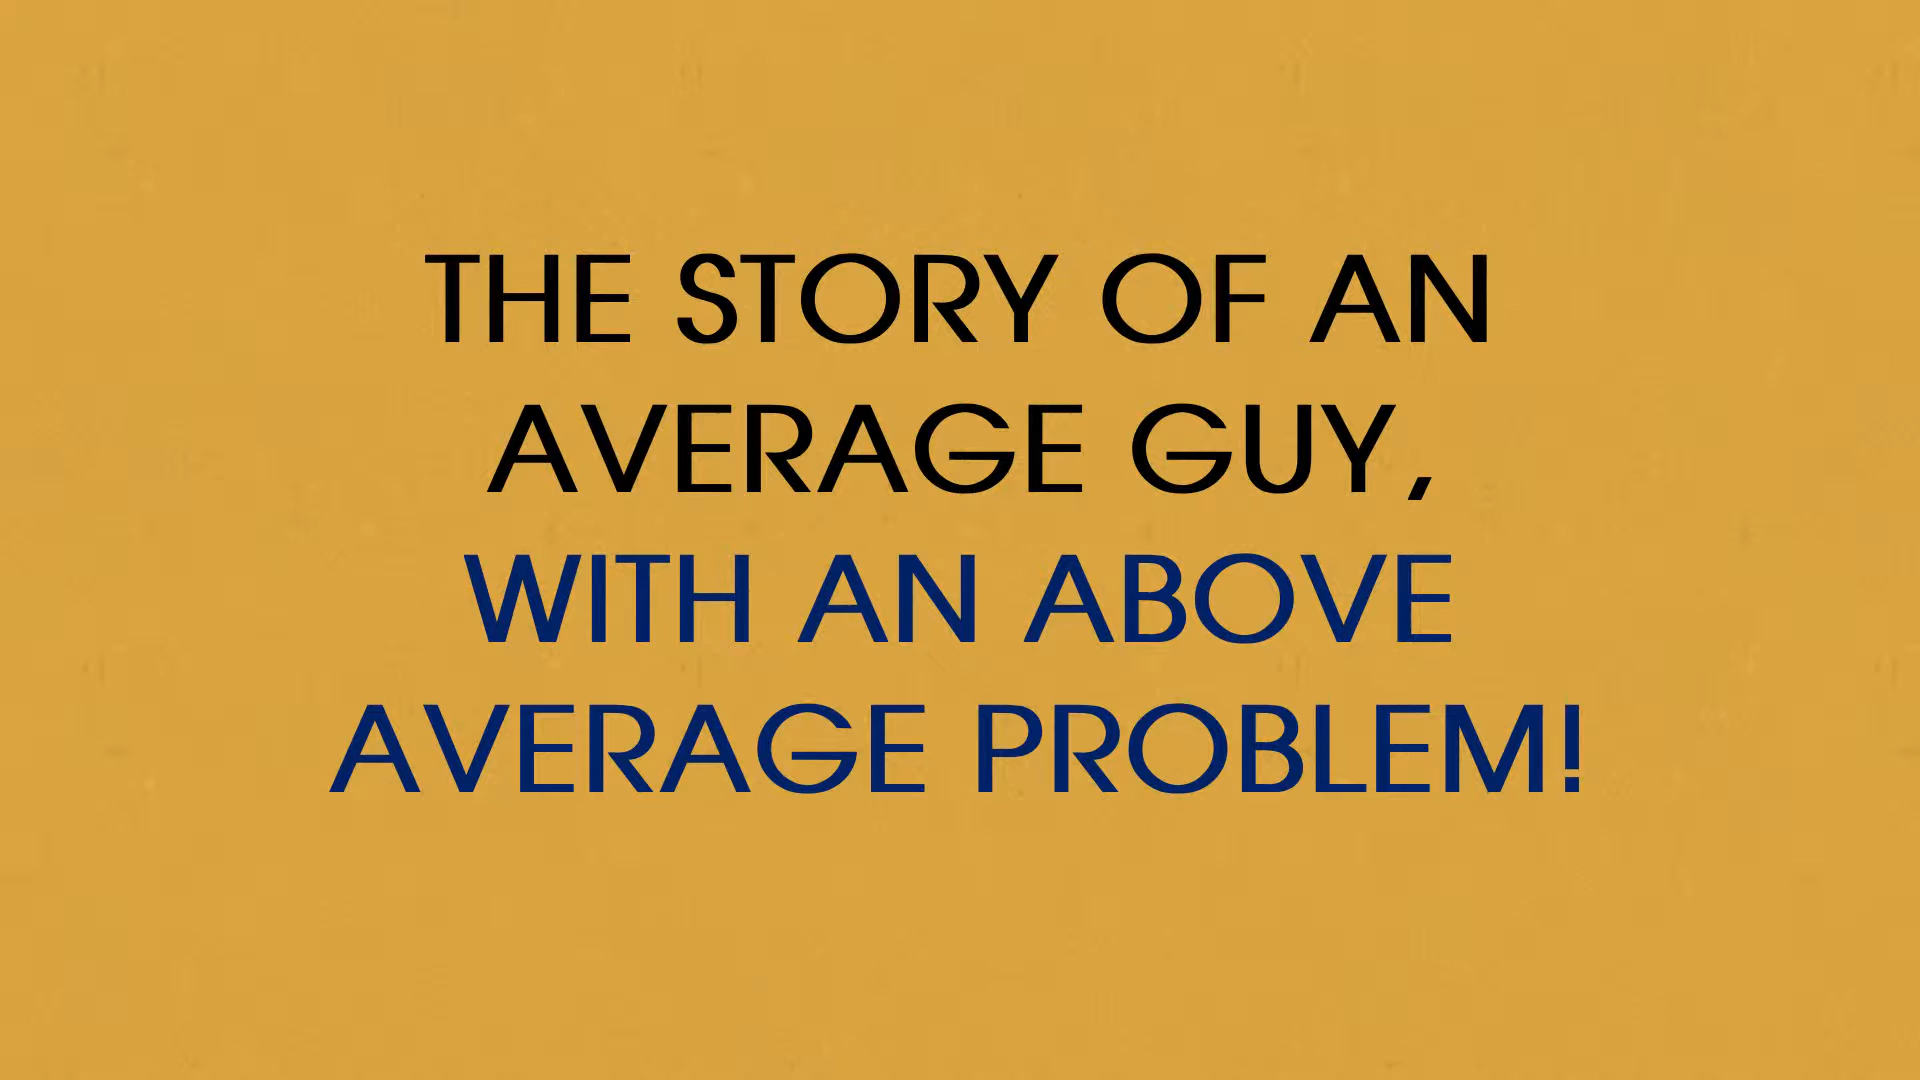 THE STORY OF AN
AVERAGE GUY,
WITH AN ABOVE
AVERAGE PROBLEM!